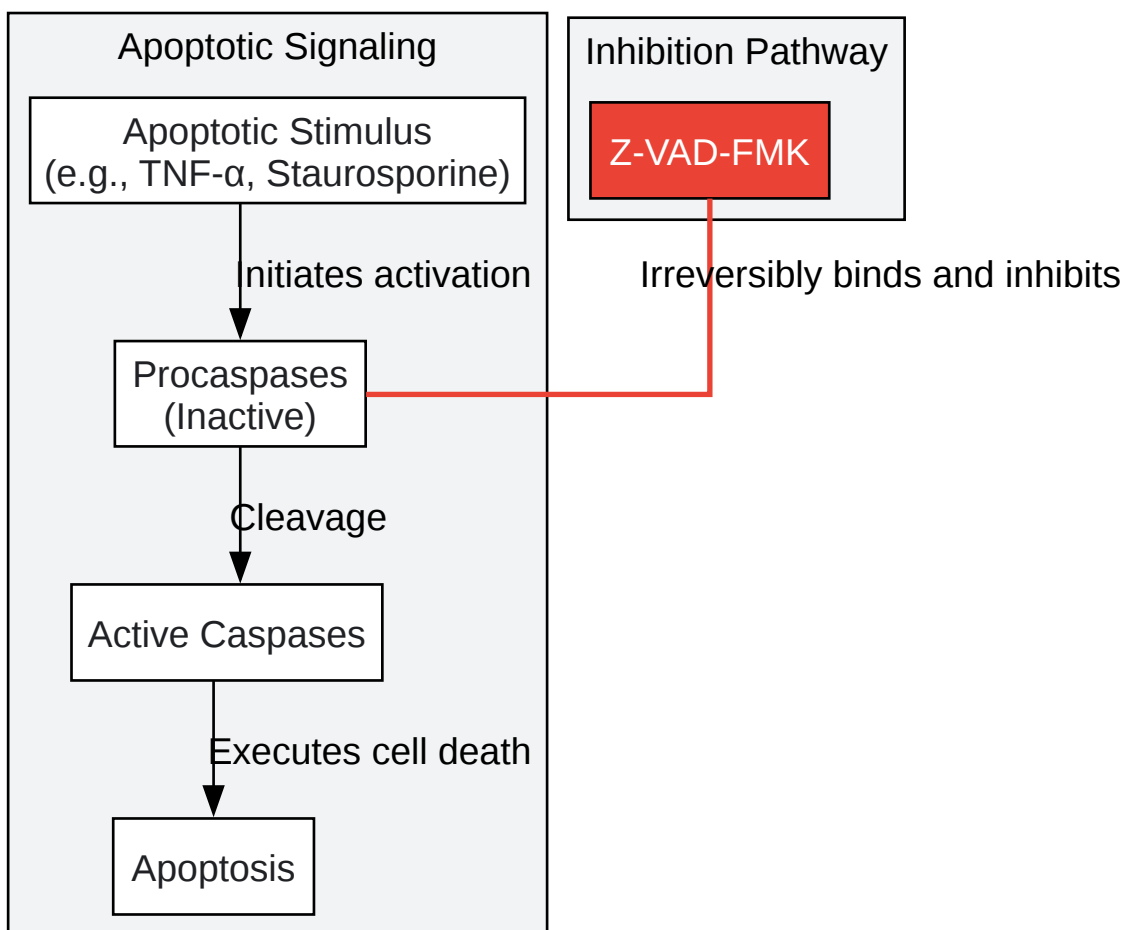 Apoptotic Signaling
Apoptotic Stimulus
(e.g., TNF-α, Staurosporine)
Initiates activation
Procaspases
(Inactive)
Cleavage
Active Caspases
Executes cell death
Apoptosis
Inhibition Pathway
Z-VAD-FMK
Irreversibly binds and inhibits